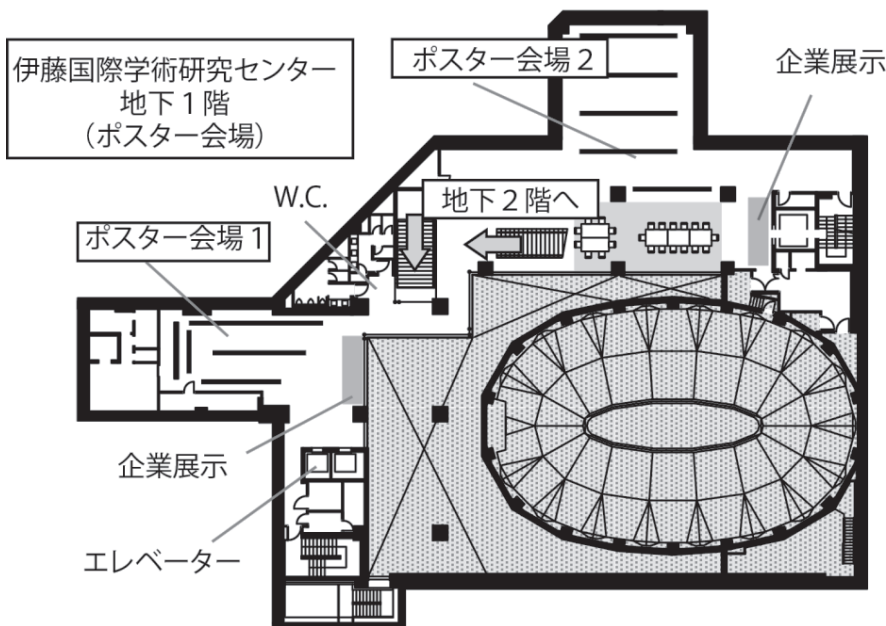 伊藤国際学術研究センター
地下1階
（ポスター会場）
ポスター会場2
企業展示
W.C.
地下2階へ
ポスター会場1
企業展示
エレベーター